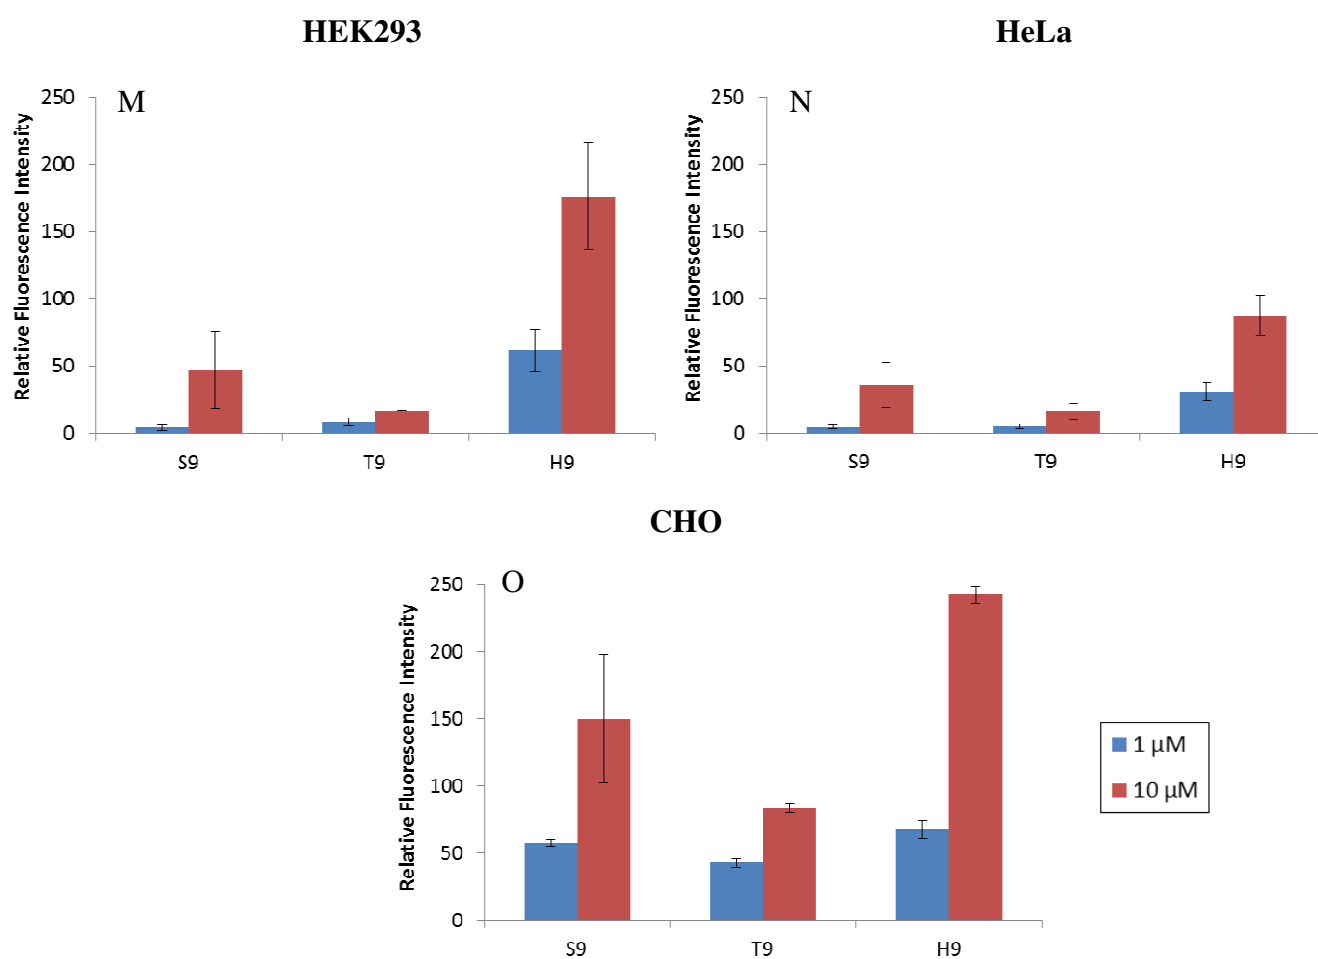 HEK293
M
Relative Fluorescence Intensity
250
200
150
100
50
0
S9 T9 H9
HeLa
N
Relative Fluorescence Intensity
250
200
150
100
50
0
S9 T9 H9
CHO
O
Relative Fluorescence Intensity
250
200
150
100
50
0
S9 T9 H9
1 µM
10 µM